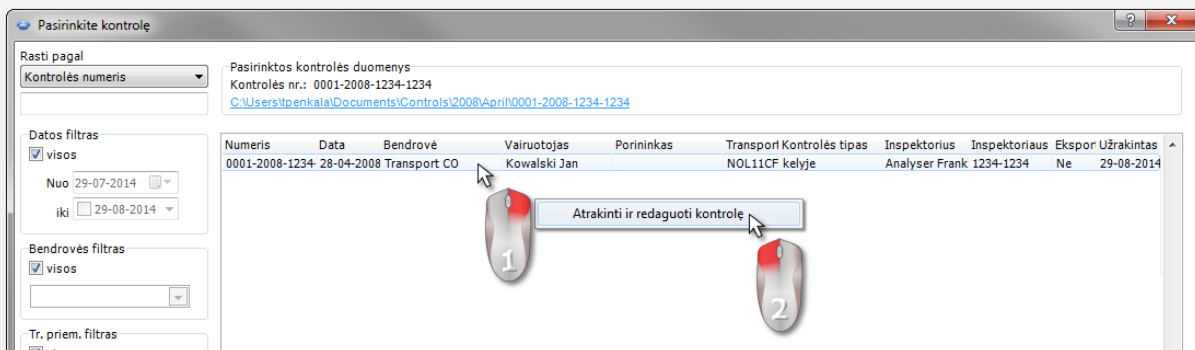 Pasirinkite kontrolę
Rasti pagal
Kontrolės numeris
Pasirinktos kontrolės duomenys
Kontrolės nr.: 0001-2008-1234-1234
C:\Users\tpenkala\Documents\Controls\2008\April\0001-2008-1234-1234
Datos filtras
visos
Nuo 29-07-2014
iki 29-08-2014
Bendrovės filtras
visos
Tr. priem. filtras
Numeris Data Bendrovė Vairuotojas Porininkas Transport Kontrolės tipas Inspektorius Inspektoriaus Ekspor Užrakintas
0001-2008-1234- 28-04-2008 Transport CO Kowalski Jan NOL11CF kelyje Analyser Frank 1234-1234 Ne 29-08-2014
Atrakinti ir redaguoti kontrolę
1
2